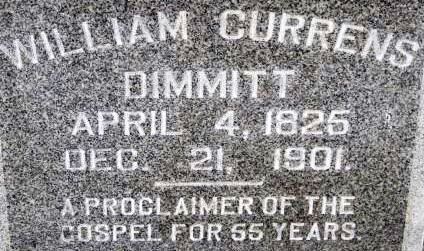 WILLIAM CURRENS
DIMMITT
APRIL 4, 1825
DEC. 21, 1901.
A PROCLAIMER OF THE
GOSPEL FOR 55 YEARS.